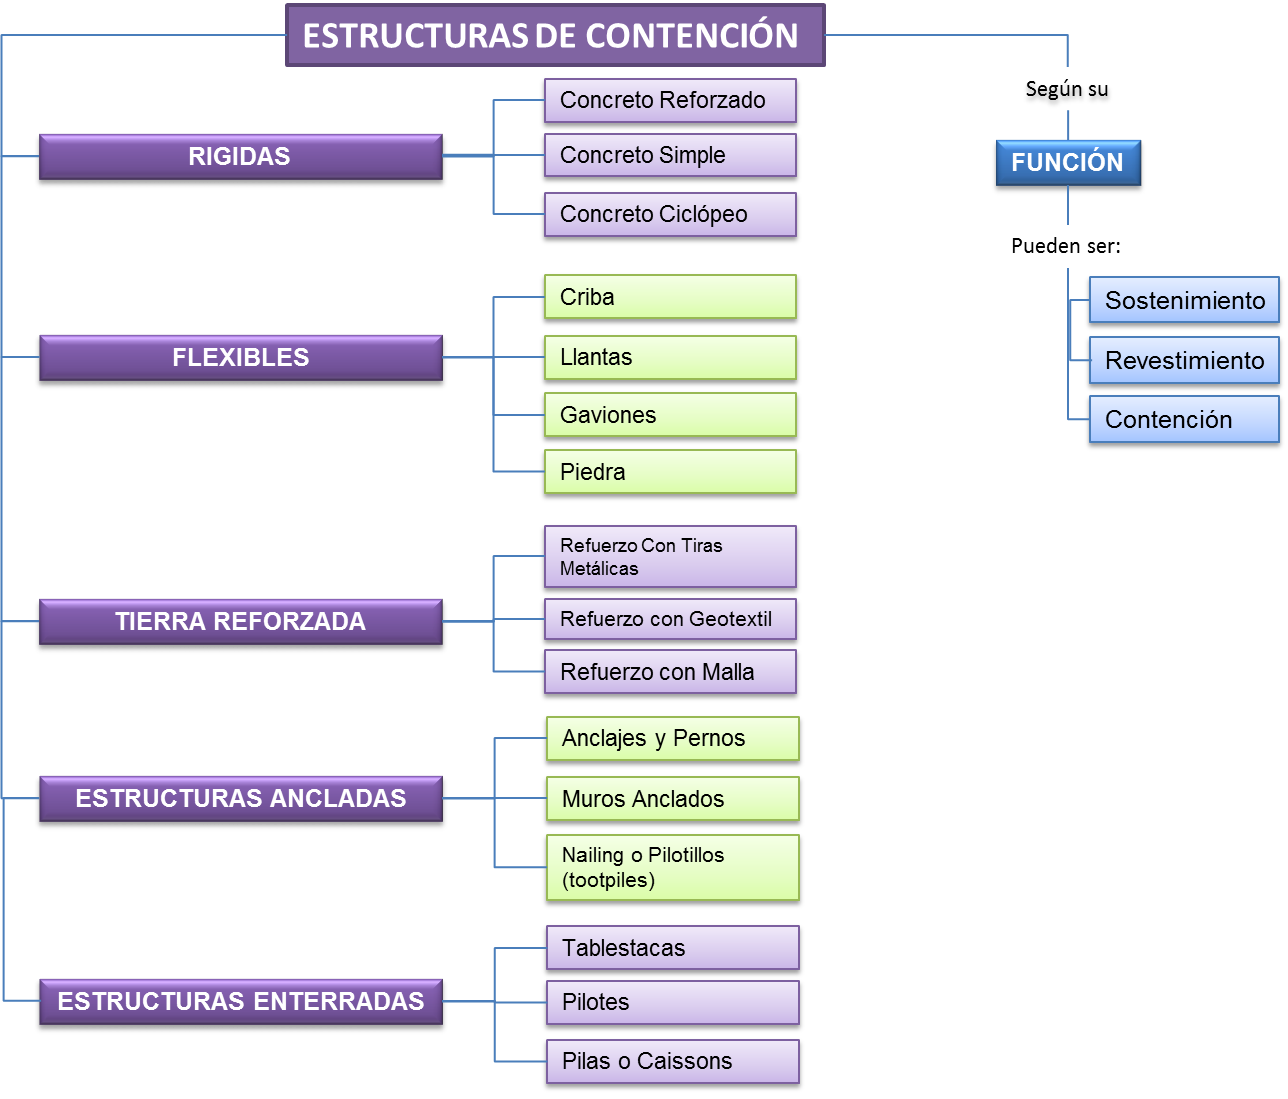 ESTRUCTURAS DE CONTENCIÓN
RIGIDAS
Concreto Reforzado
Concreto Simple
Concreto Ciclópeo
FLEXIBLES
Criba
Llantas
Gaviones
Piedra
TIERRA REFORZADA
Refuerzo Con Tiras
Metálicas
Refuerzo con Geotextil
Refuerzo con Malla
ESTRUCTURAS ANCLADAS
Anclajes y Pernos
Muros Anclados
Nailing o Pilotillos
(tootpiles)
ESTRUCTURAS ENTERRADAS
Tablestacas
Pilotes
Pilas o Caissons
Según su
FUNCIÓN
Pueden ser:
Sostenimiento
Revestimiento
Contención